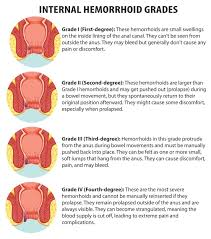 INTERNAL HEMORRHOID GRADES
Grade I (First-degree): These hemorrhoids are small swellings
on the inside lining of the anal canal. They can't be seen from
outside the anus. They may bleed but generally don't cause any
pain or discomfort.
Grade II (Second-degree): These hemorrhoids are larger than
Grade I hemorrhoids and may get pushed out (prolapse) during
a bowel movement, but they spontaneously return to their
original position afterward. They might cause some discomfort,
especially when prolapsed.
Grade III (Third-degree): Hemorrhoids in this grade protrude
from the anus during bowel movements and must be manually
pushed back into place. They can be felt as one or more small,
soft lumps that hang from the anus. They can cause discomfort,
pain, and may bleed.
Grade IV (Fourth-degree): These are the most severe
hemorrhoids and cannot be manually reinserted if they
prolapse. They remain prolapsed outside of the anus and are
always visible. They can become strangulated, meaning the
blood supply is cut off, leading to extreme pain and
complications.